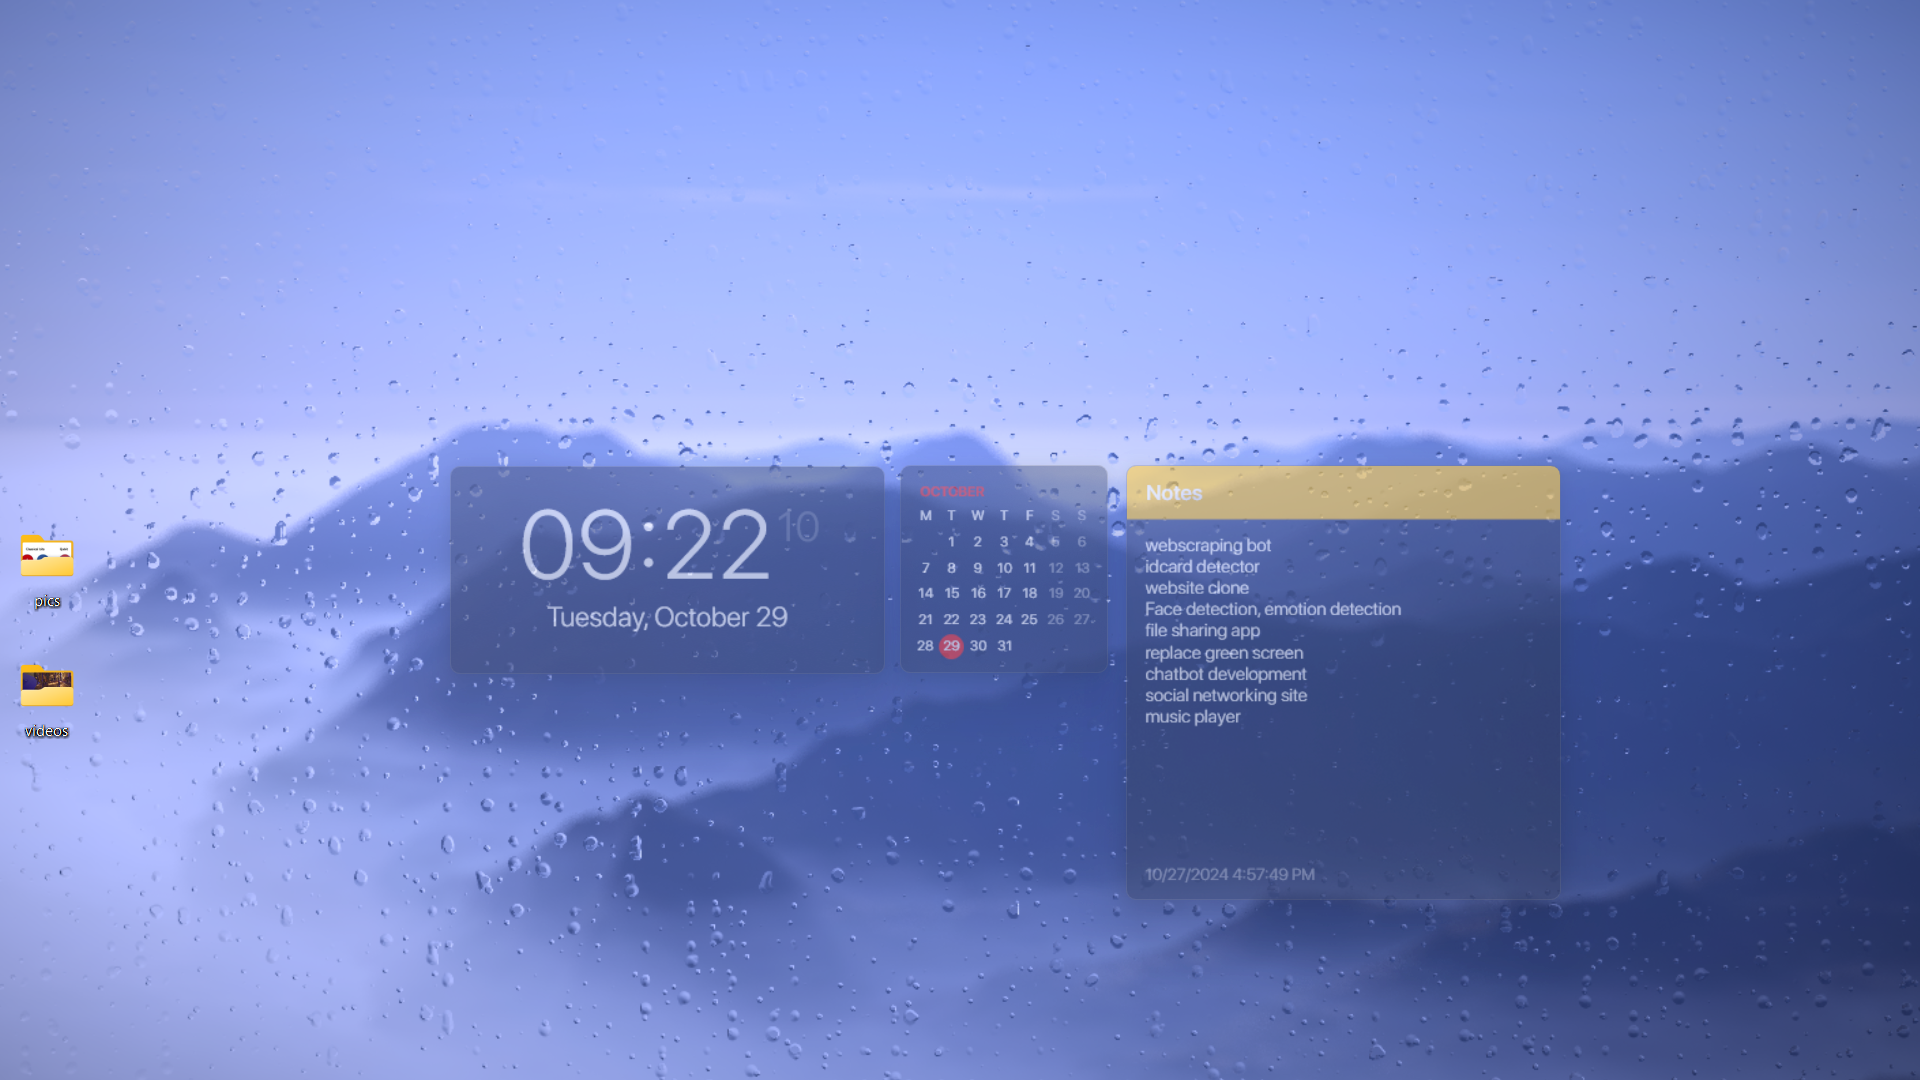 09:22 10
Tuesday, October 29
OCTOBER
M T W T F S S
1 2 3 4 5 6
7 8 9 10 11 12 13
14 15 16 17 18 19 20
21 22 23 24 25 26 27
28 29 30 31
Notes
webscraping bot
idcard detector
website clone
Face detection, emotion detection
file sharing app
replace green screen
chatbot development
social networking site
music player
10/27/2024 4:57:49 PM
pics
videos